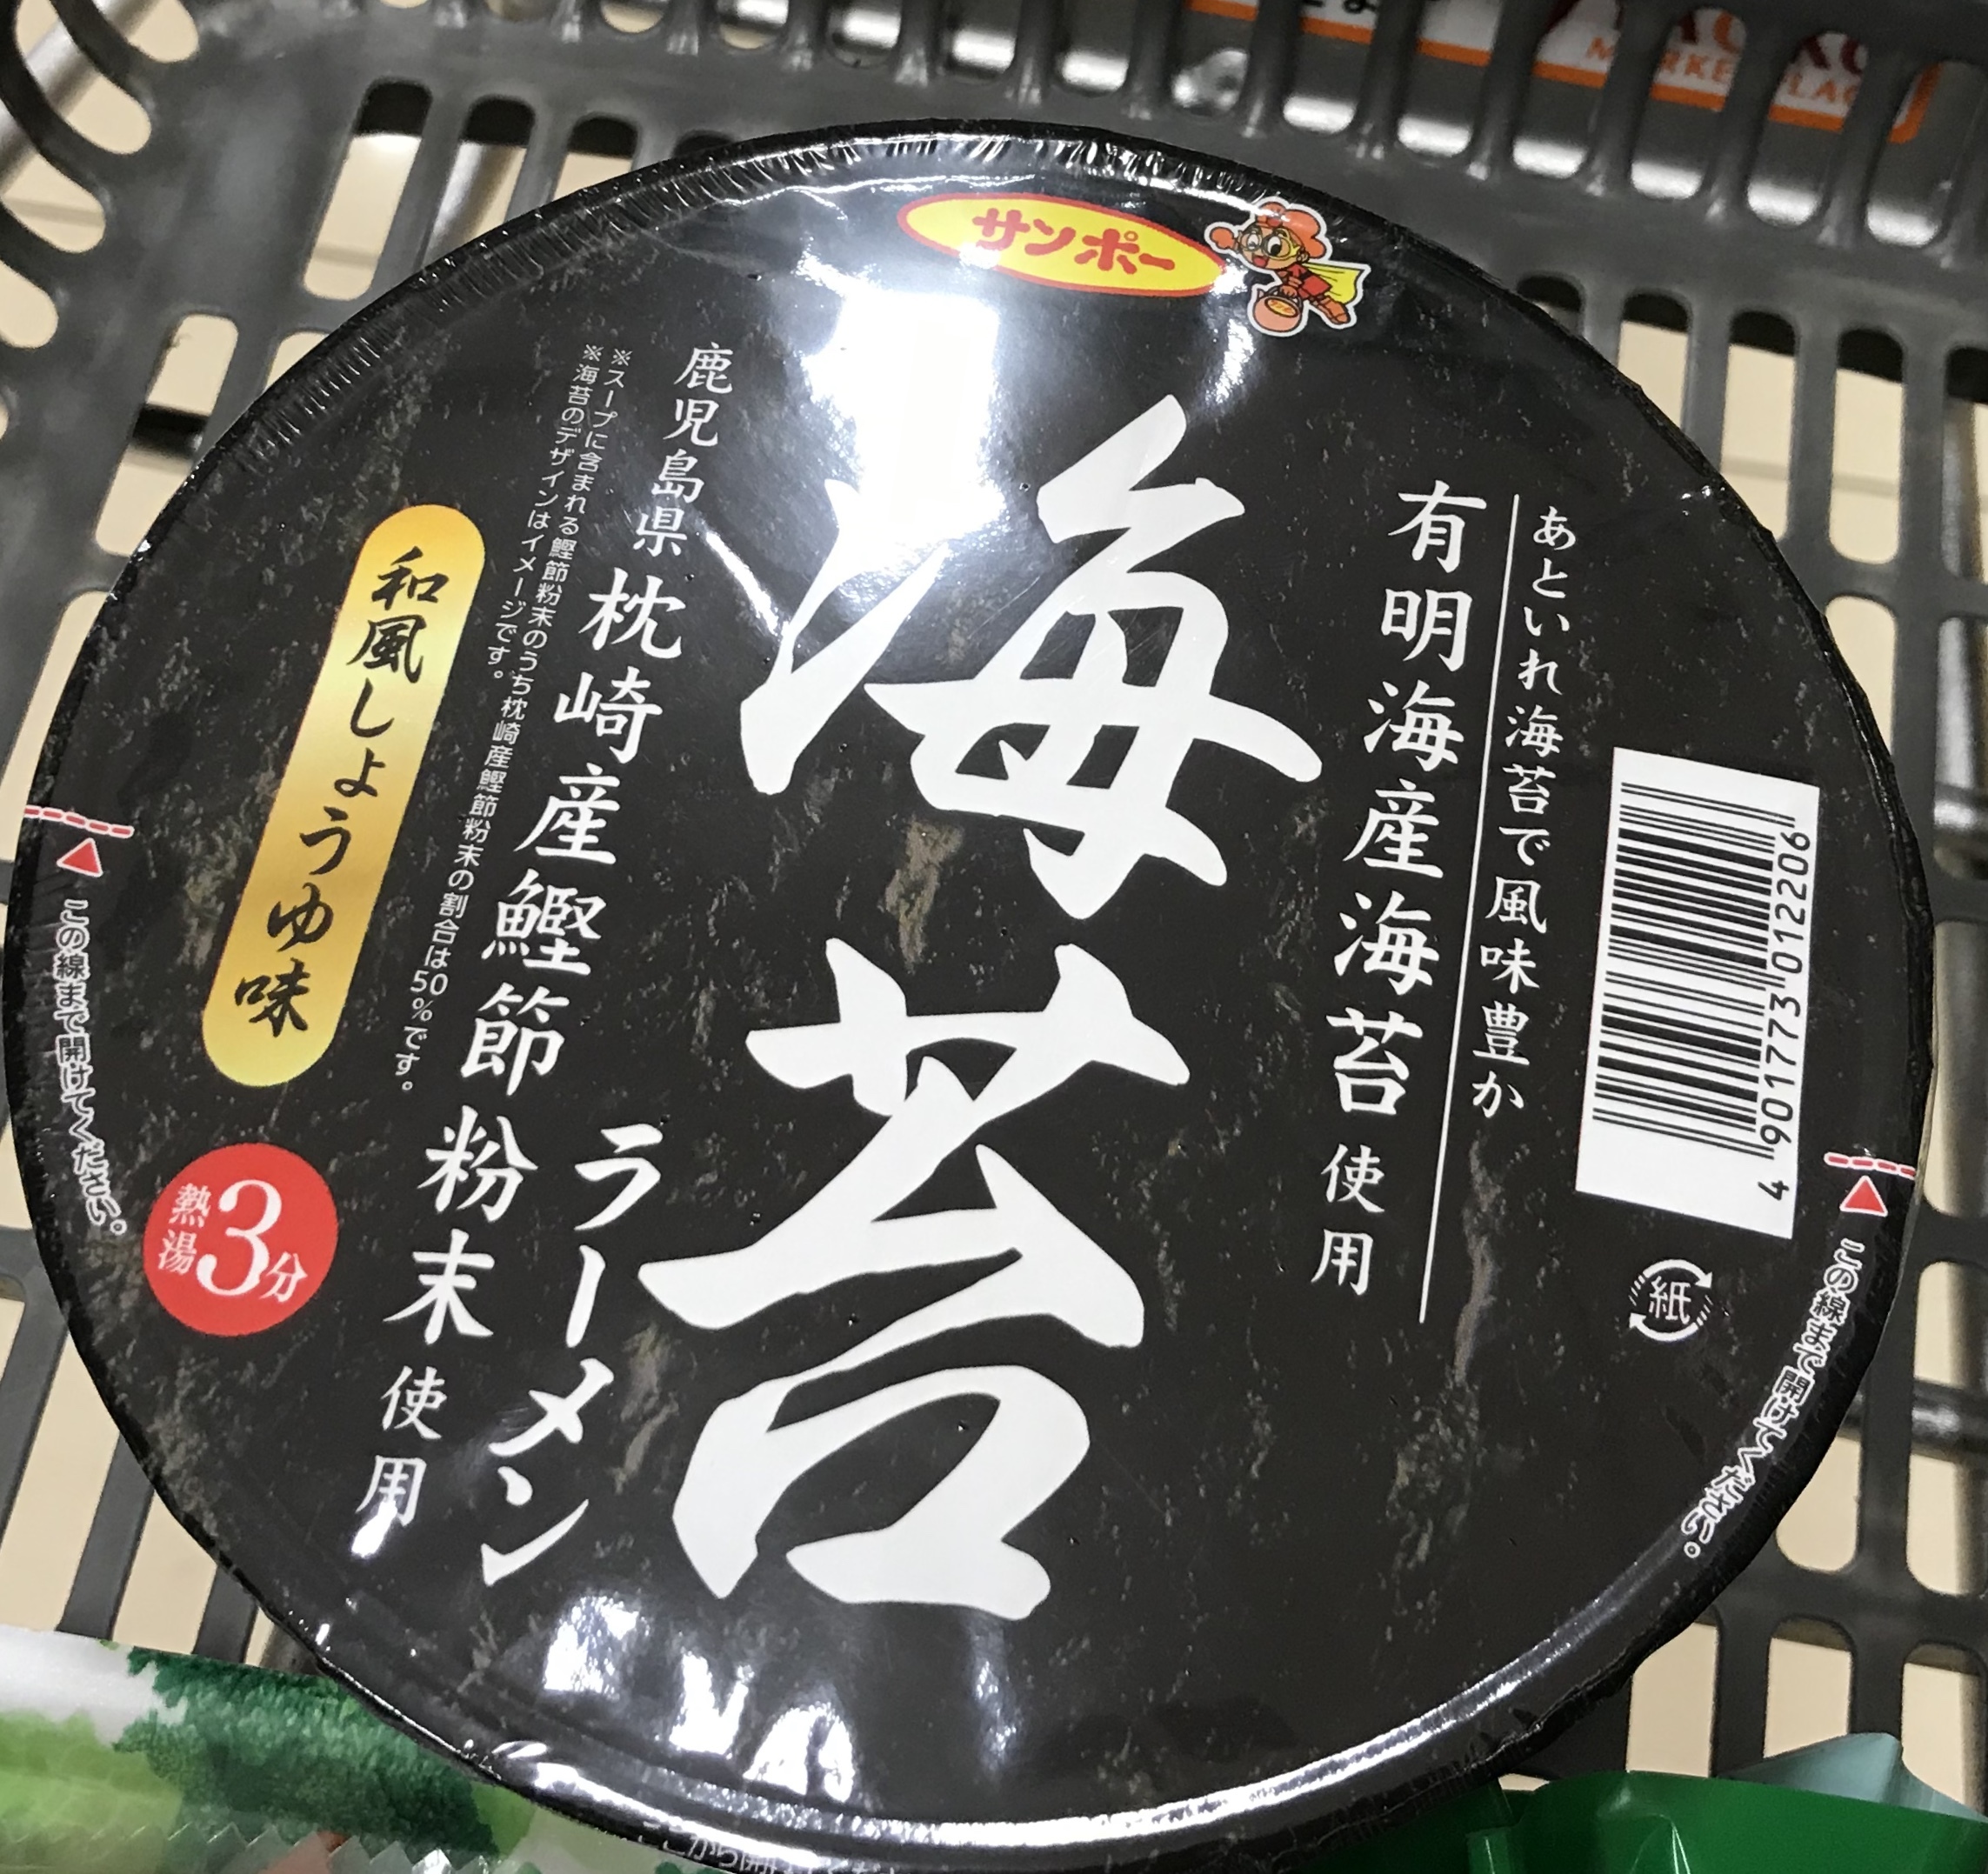 サンポー
あといれ海苔で風味豊か
有明海産海苔使用
海苔
ラーメン
鹿児島県枕崎産鰹節粉末使用
※スープに含まれる鰹節粉末のうち枕崎産鰹節粉末の割合は50%です。
※海苔のデザインはイメージです。
和風しょうゆ味
熱湯3分
この線まで開けてください。
4 901773 012206
紙
この線まで開けてください。